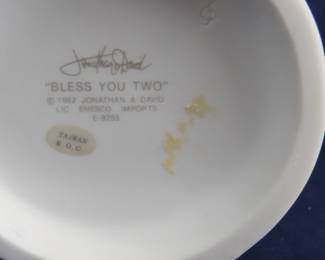 Jonathan & David
"BLESS YOU TWO"
© 1982 JONATHAN & DAVID
LIC ENESCO IMPORTS
E-9255
TAIWAN
R.O.C.